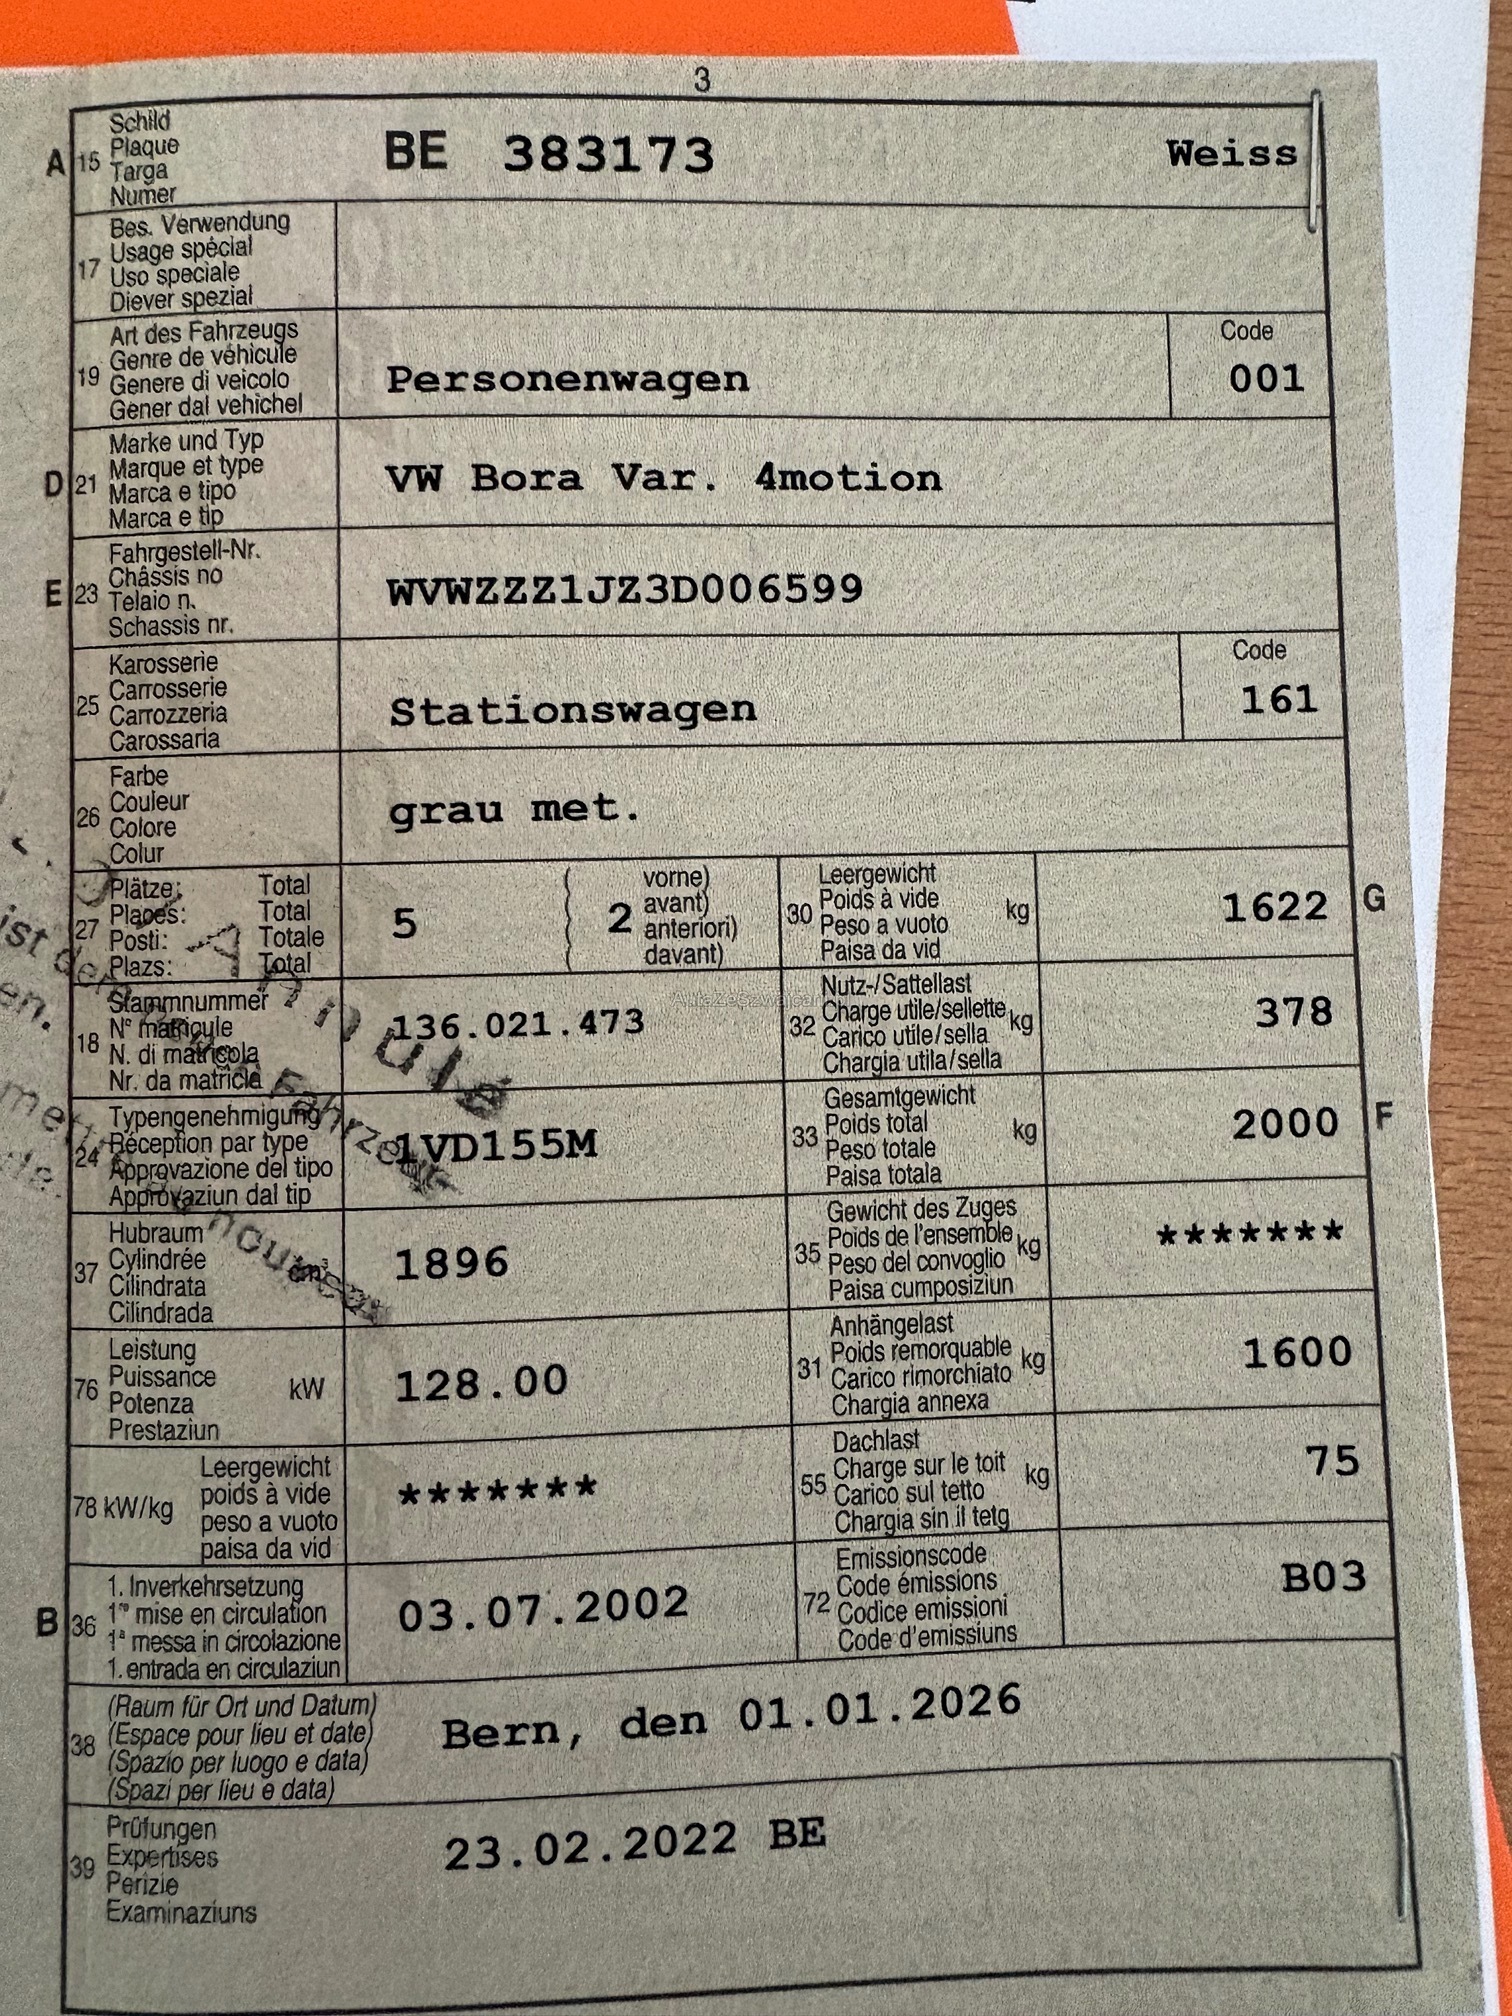 3
A 15 Schild
Plaque
Targa
Numer
BE 383173 Weiss
17 Bes. Verwendung
Usage spécial
Uso speciale
Diever spezial
19 Art des Fahrzeugs
Genre de véhicule
Genere di veicolo
Gener dal vehichel
Personenwagen
Code
001
D 21 Marke und Typ
Marque et type
Marca e tipo
Marca e tip
VW Bora Var. 4motion
E 23 Fahrgestell-Nr.
Châssis no
Telaio n.
Schassis nr.
WVWZZZ1JZ3D006599
25 Karosserie
Carrosserie
Carrozzeria
Carossaria
Stationswagen
Code
161
26 Farbe
Couleur
Colore
Colur
grau met.
27 Plätze: Total
Places: Total
Posti: Totale
Plazs: Total
5
2
vorne)
avant)
anteriori)
davant)
30 Leergewicht
Poids à vide
Peso a vuoto
Paisa da vid
kg
1622 G
18 Stammnummer
N° matricule
N. di matricola
Nr. da matricla
136.021.473
32 Nutz-/Sattellast
Charge utile/sellette
Carico utile/sella
Chargia utila/sella
kg
378
24 Typengenehmigung
Réception par type
Approvazione del tipo
Approvaziun dal tip
1VD155M
33 Gesamtgewicht
Poids total
Peso totale
Paisa totala
kg
2000 F
37 Hubraum
Cylindrée
Cilindrata
Cilindrada
cm³
1896
35 Gewicht des Zuges
Poids de l'ensemble
Peso del convoglio
Paisa cumposiziun
kg
*******
76 Leistung
Puissance
Potenza
Prestaziun
kW
128.00
31 Anhängelast
Poids remorquable
Carico rimorchiato
Chargia annexa
kg
1600
78 kW/kg
Leergewicht
poids à vide
peso a vuoto
paisa da vid
*******
55 Dachlast
Charge sur le toit
Carico sul tetto
Chargia sin il tetg
kg
75
B 36 1. Inverkehrsetzung
1re mise en circulation
1a messa in circolazione
1. entrada en circulaziun
03.07.2002
72 Emissionscode
Code émissions
Codice emissioni
Code d'emissiuns
B03
38 (Raum für Ort und Datum)
(Espace pour lieu et date)
(Spazio per luogo e data)
(Spazi per lieu e data)
Bern, den 01.01.2026
39 Prüfungen
Expertises
Perizie
Examinaziuns
23.02.2022 BE
Annulé
ist dem
Fahrzeug
en.
nouveau
AutaZeSzwajcarii